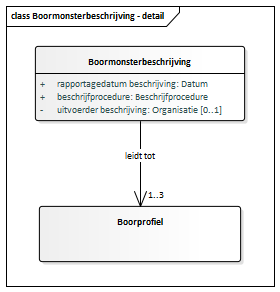 class Boormonsterbeschrijving - detail
Boormonsterbeschrijving
+ rapportagedatum beschrijving: Datum
+ beschrijfprocedure: Beschrijfprocedure
- uitvoerder beschrijving: Organisatie [0..1]
leidt tot
1..3
Boorprofiel